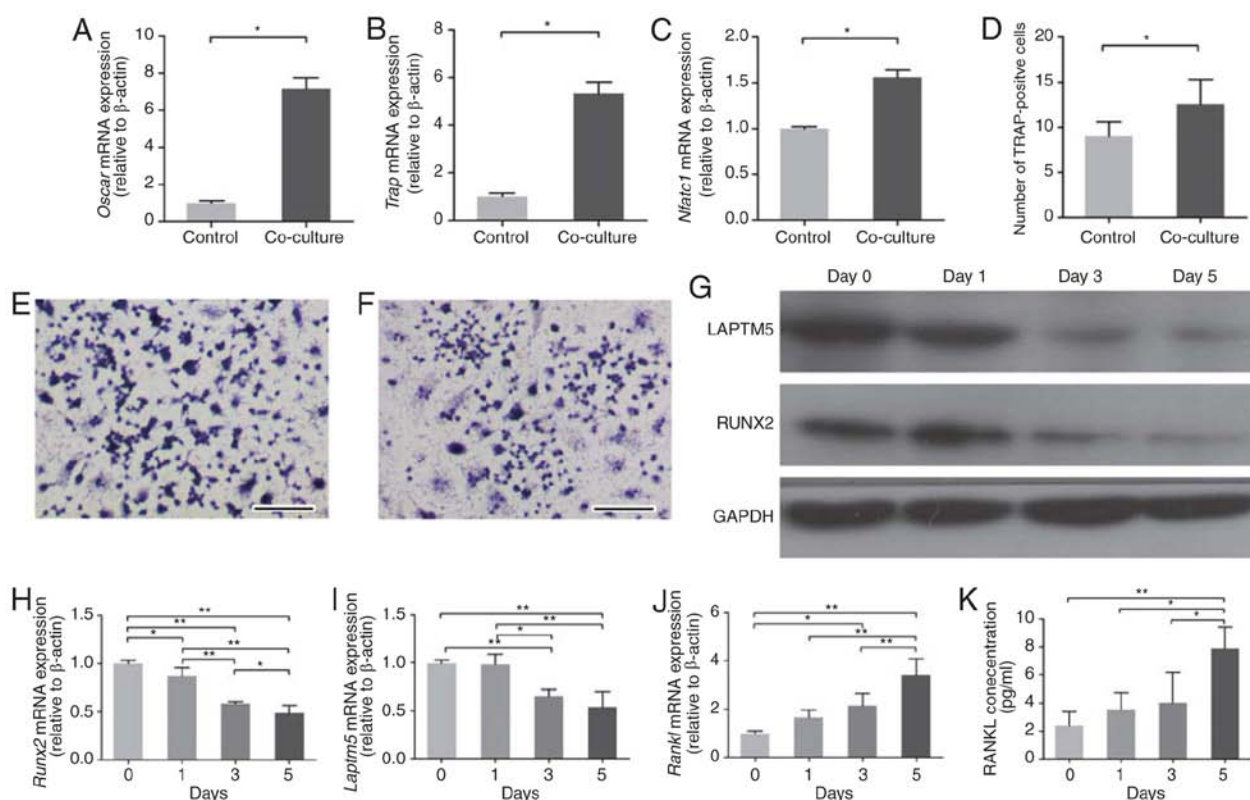 A
Oscar mRNA expression
(relative to β-actin)
10
8
6
4
2
0
*
Control
Co-culture
B
Trap mRNA expression
(relative to β-actin)
8
6
4
2
0
*
Control
Co-culture
C
Nfatc1 mRNA expression
(relative to β-actin)
2.0
1.5
1.0
0.5
0.0
*
Control
Co-culture
D
Number of TRAP-positve cells
20
15
10
5
0
*
Control
Co-culture
E
F
G
Day 0 Day 1 Day 3 Day 5
LAPTM5
RUNX2
GAPDH
H
Runx2 mRNA expression
(relative to β-actin)
1.5
1.0
0.5
0.0
**
**
*
**
**
*
0 1 3 5
Days
I
Laptm5 mRNA expression
(relative to β-actin)
1.5
1.0
0.5
0.0
**
**
*
**
0 1 3 5
Days
J
Rankl mRNA expression
(relative to β-actin)
6
4
2
0
**
*
**
**
0 1 3 5
Days
K
RANKL conecentration
(pg/ml)
10
8
6
4
2
0
**
*
*
0 1 3 5
Days